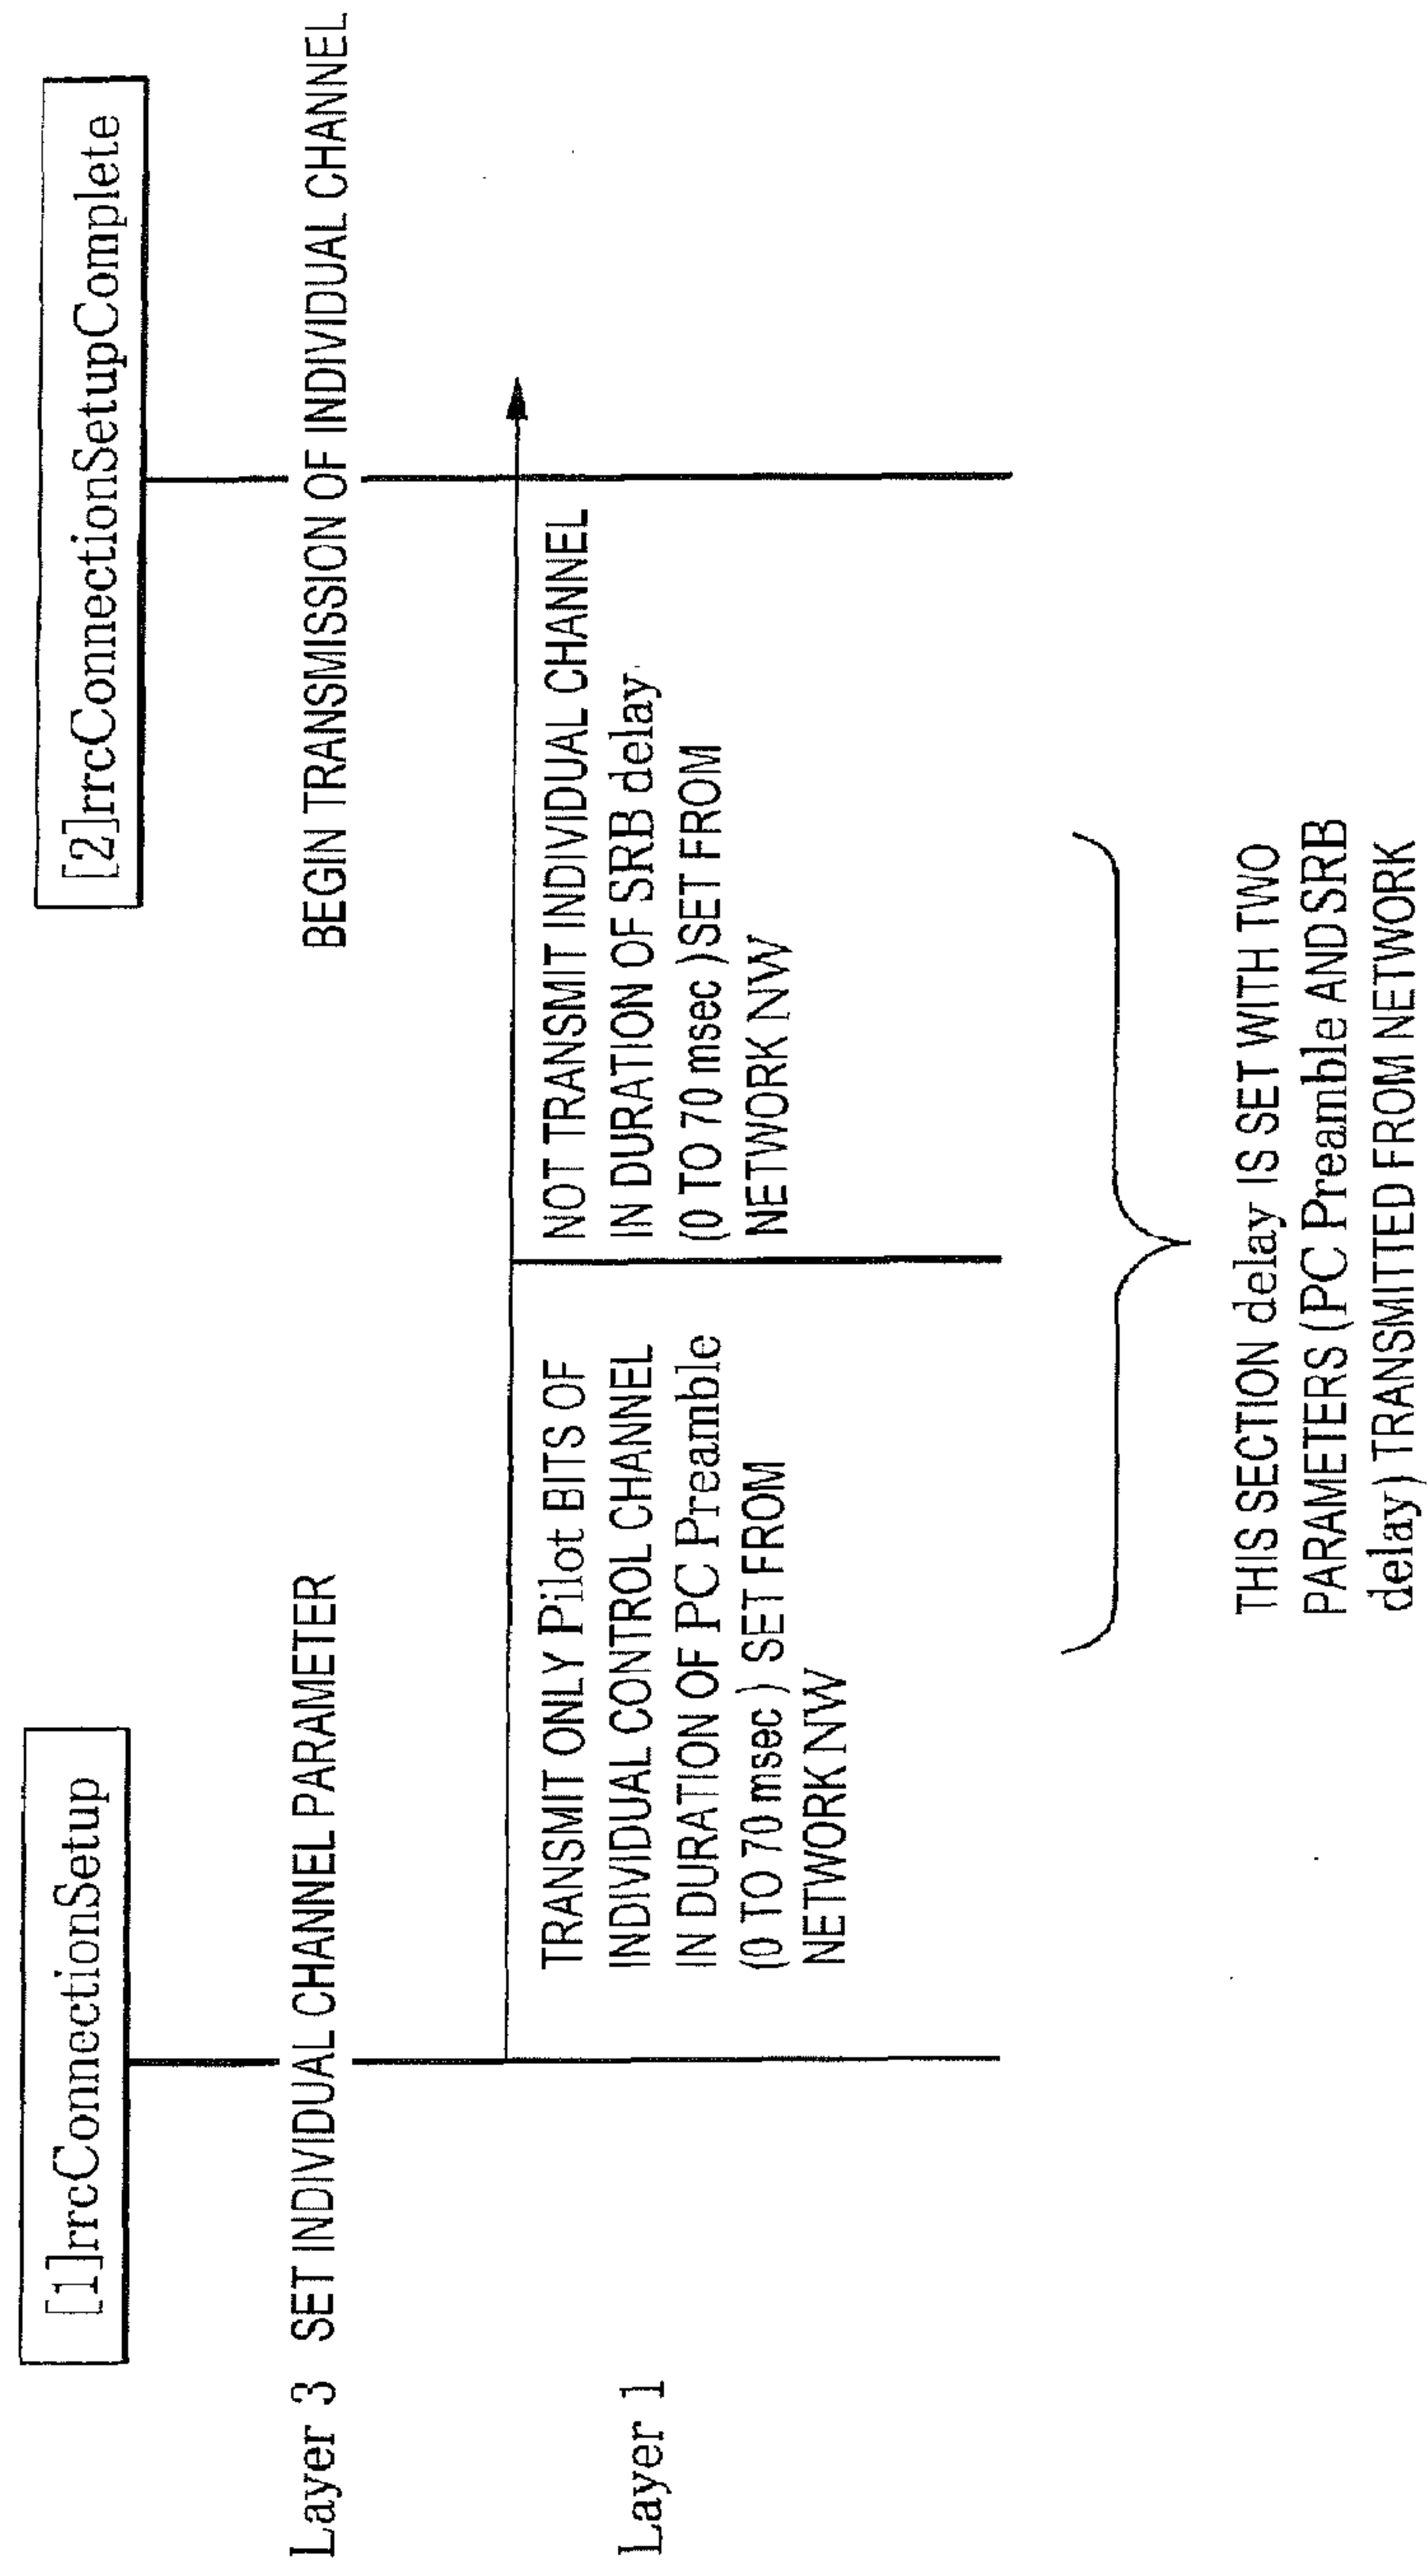 [1]rrcConnectionSetup
[2]rrcConnectionSetupComplete
Layer 3
SET INDIVIDUAL CHANNEL PARAMETER
BEGIN TRANSMISSION OF INDIVIDUAL CHANNEL
Layer 1
TRANSMIT ONLY Pilot BITS OF
INDIVIDUAL CONTROL CHANNEL
IN DURATION OF PC Preamble
(0 TO 70 msec ) SET FROM
NETWORK NW
NOT TRANSMIT INDIVIDUAL CHANNEL
IN DURATION OF SRB delay
(0 TO 70 msec )SET FROM
NETWORK NW
THIS SECTION delay IS SET WITH TWO
PARAMETERS (PC Preamble AND SRB
delay ) TRANSMITTED FROM NETWORK